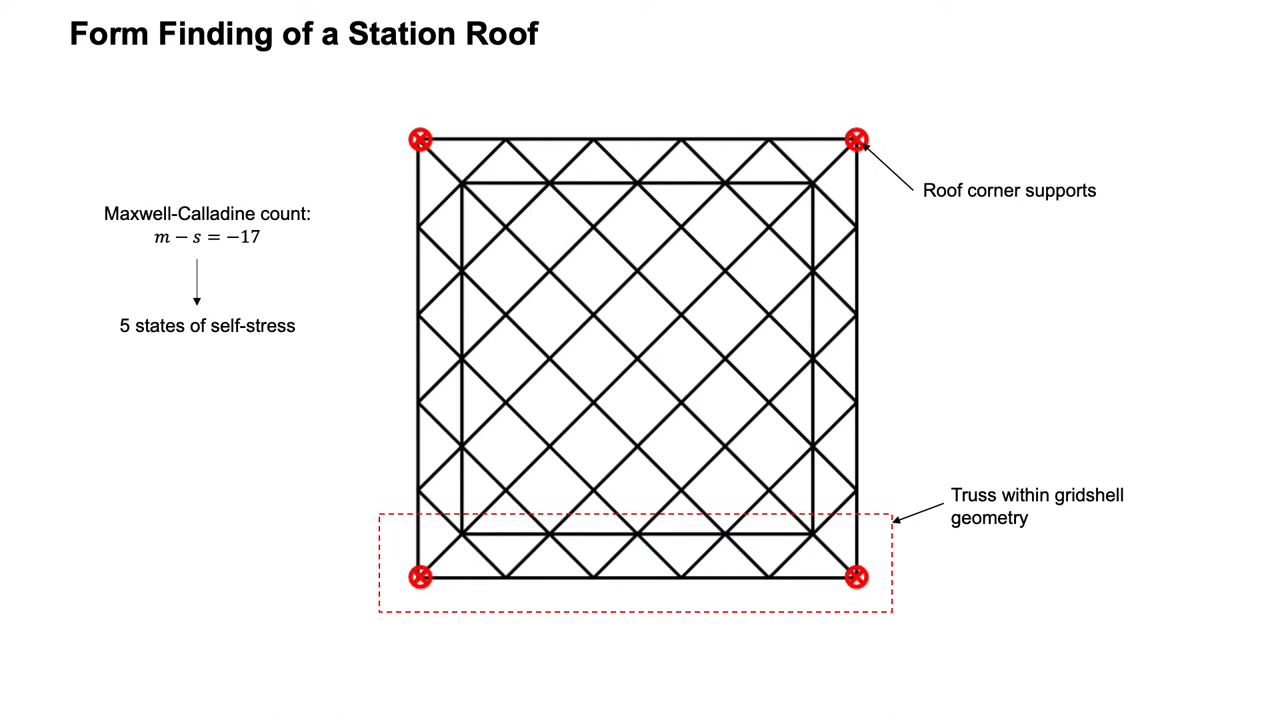 Form Finding of a Station Roof
Roof corner supports
Maxwell-Calladine count:
𝑚 − 𝑠 = −17
5 states of self-stress
Truss within gridshell
geometry